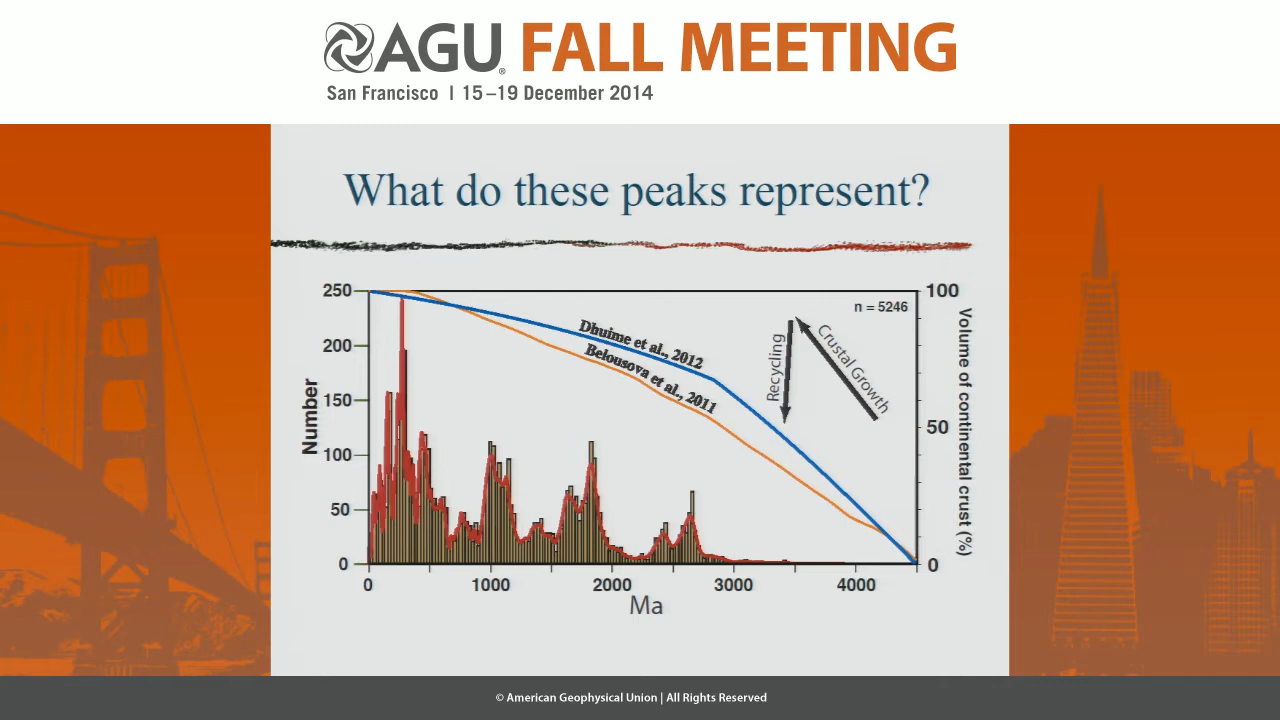 AGU® FALL MEETING
San Francisco | 15–19 December 2014
What do these peaks represent?
250
200
150
100
50
0
Number
n = 5246
100
50
0
Volume of continental crust (%)
Dhuime et al., 2012
Belousova et al., 2011
Recycling
Crustal Growth
0 1000 2000 3000 4000
Ma
© American Geophysical Union | All Rights Reserved